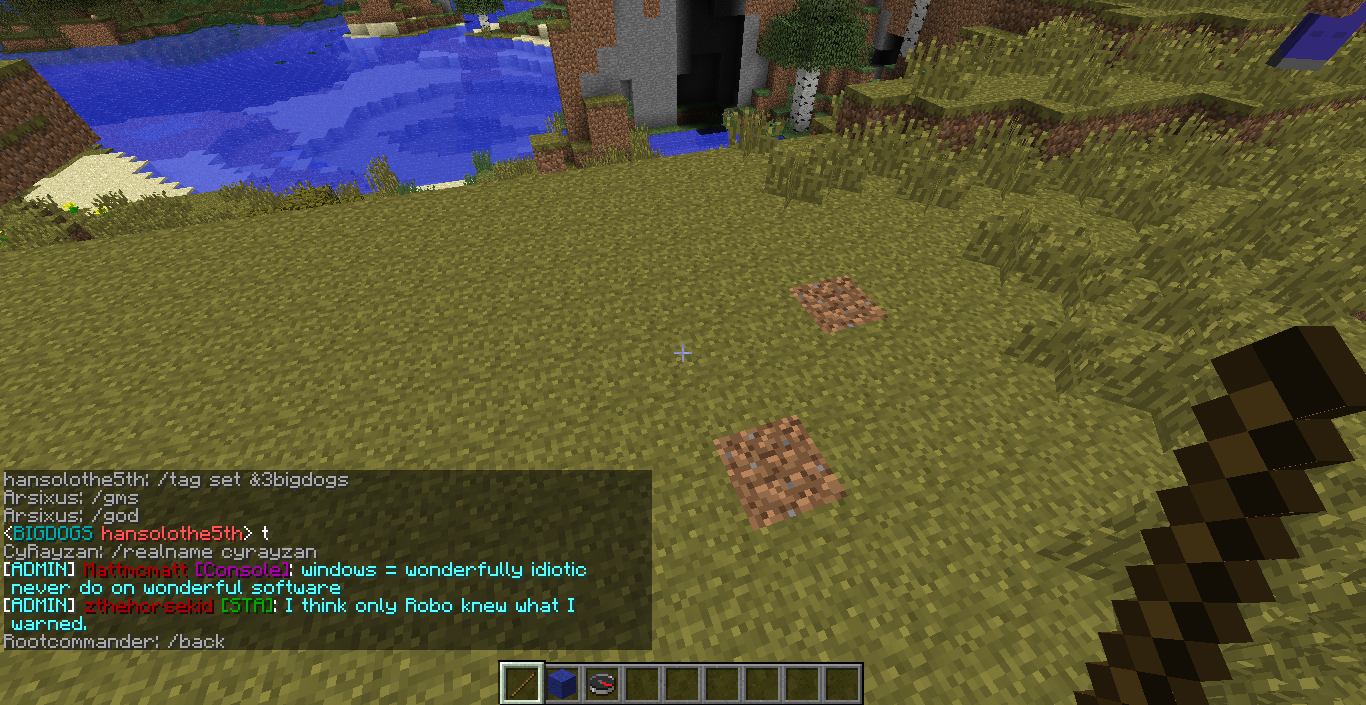 hansolothe5th: /tag set &3bigdogs
Arsixus: /gms
Arsixus: /god
<BIGDOGS hansolothe5th> t
CyRayzan: /realname cyrayzan
[ADMIN] Mattmcmatt [Console]: windows = wonderfully idiotic
never do on wonderful software
[ADMIN] zthehorsekid [STA]: I think only Robo knew what I
warned.
Rootcommander: /back